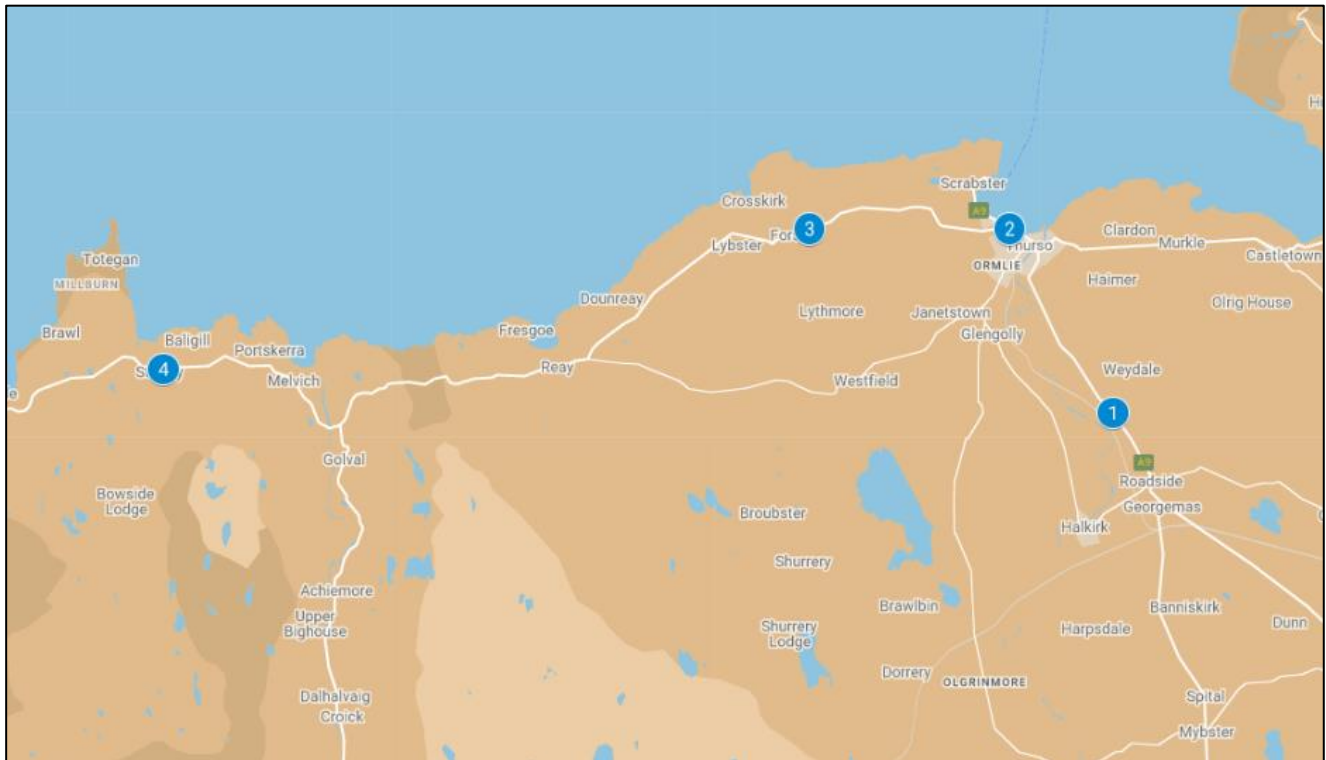 Scrabster
A9
Crosskirk
3
2
Clardon
Thurso
Lybster
Murkle
Castletown
Totegan
ORMLIE
MILLBURN
Haimer
Dounreay
Olrig House
Lythmore
Janetstown
Fresgoe
Brawl
Baligill
Glengolly
Portskerra
4
Reay
Weydale
Melvich
Westfield
1
Golval
A9
Roadside
Bowside
Lodge
Georgemas
Broubster
Halkirk
Shurrery
Achiemore
Brawlbin
Banniskirk
Upper
Bighouse
Shurrery
Lodge
Harpsdale
Dunn
Dorrery
OLGRINMORE
Dalhalvaig
Spital
Croick
Mybster